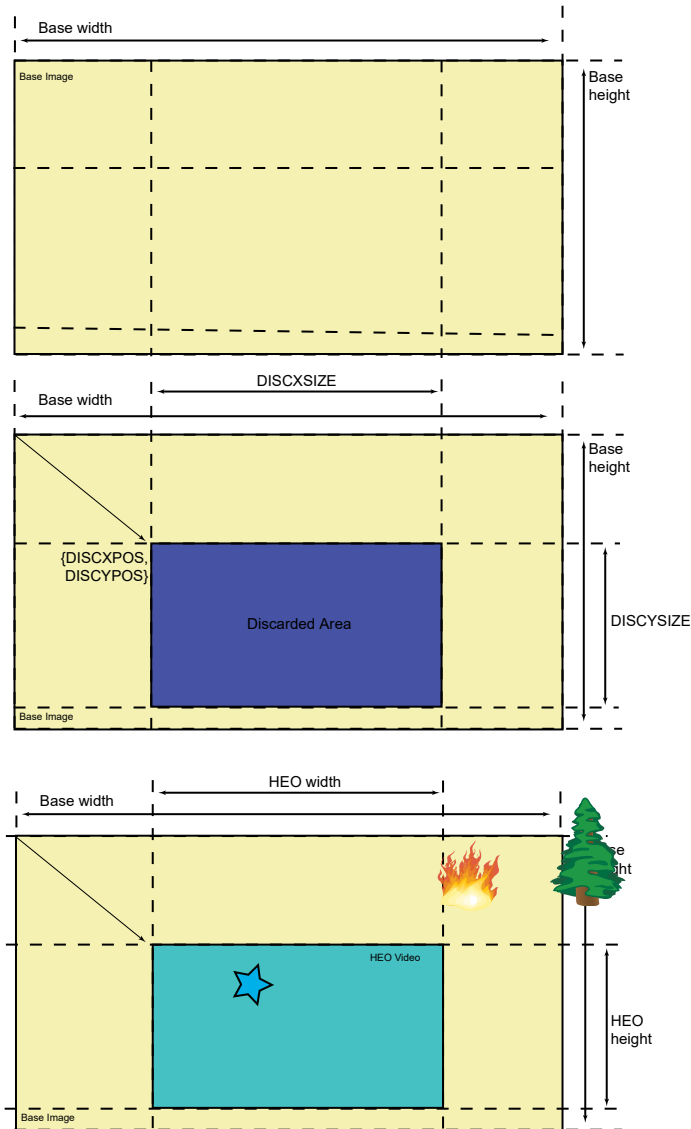 Base width
Base Image
Base
height
DISCXSIZE
Base width
Base
height
{DISCXPOS,
DISCYPOS}
Discarded Area
DISCYSIZE
Base Image
HEO width
Base width
HEO Video
HEO
height
Base Image